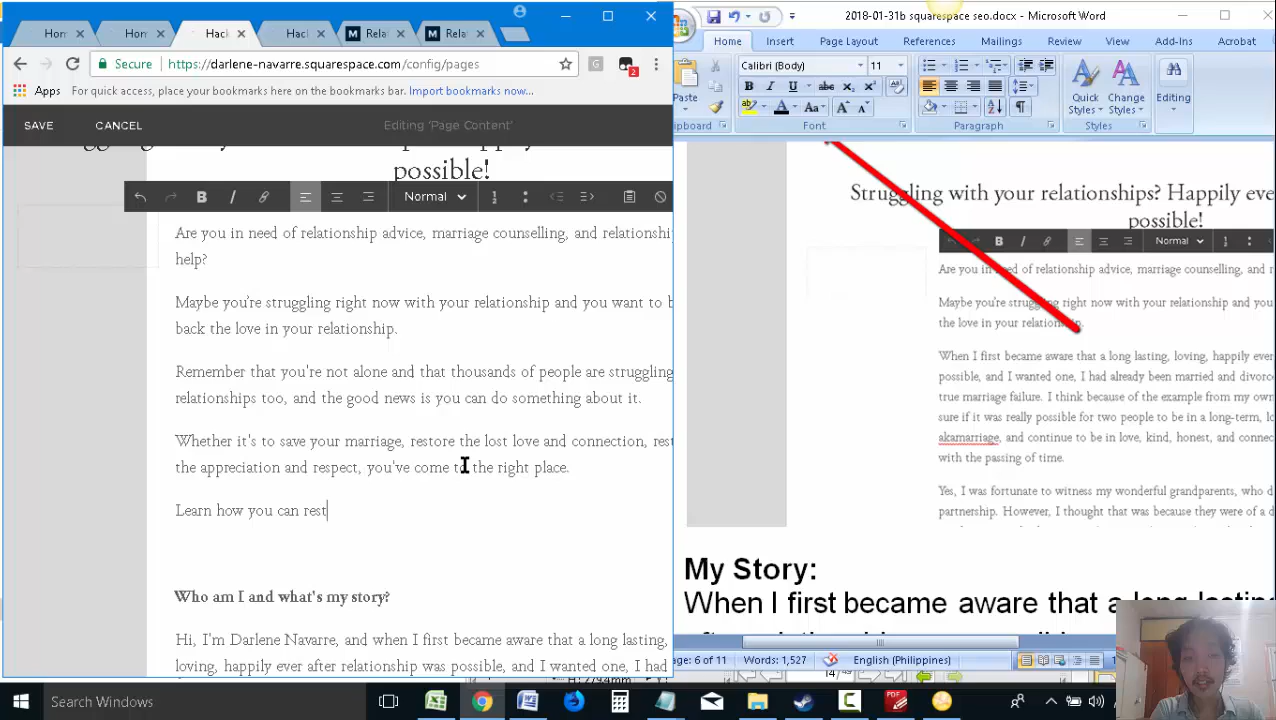 2018-01-31b squarespace seo.docx - Microsoft Word
Hom
Hom
Hack
Hack
M Relat
M Relat
Home Insert Page Layout References Mailings Review View Add-Ins Acrobat
Secure https://darlene-navarre.squarespace.com/config/pages
2
Calibri (Body) 11
Apps For quick access, place your bookmarks here on the bookmarks bar. Import bookmarks now...
Paste
Quick Styles
Change Styles
Editing
Clipboard Font Paragraph Styles
SAVE CANCEL Editing 'Page Content'
possible!
Normal
Are you in need of relationship advice, marriage counselling, and relationshi
help?
Maybe you're struggling right now with your relationship and you want to b
back the love in your relationship.
Remember that you're not alone and that thousands of people are struggling
relationships too, and the good news is you can do something about it.
Whether it's to save your marriage, restore the lost love and connection, rest
the appreciation and respect, you've come to the right place.
Learn how you can rest
Who am I and what's my story?
Hi, I'm Darlene Navarre, and when I first became aware that a long lasting,
loving, happily ever after relationship was possible, and I wanted one, I had
Struggling with your relationships? Happily eve
possible!
Normal
Are you in need of relationship advice, marriage counselling, and r
Maybe you're struggling right now with your relationship and you
the love in your relationship.
When I first became aware that a long lasting, loving, happily ever
possible, and I wanted one, I had already been married and divorc
true marriage failure. I think because of the example from my own
sure if it was really possible for two people to be in a long-term, lo
akamarriage, and continue to be in love, kind, honest, and connec
with the passing of time.
Yes, I was fortunate to witness my wonderful grandparents, who d
partnership. However, I thought that was because they were of a d
My Story:
When I first became aware that a long lasting
Page: 6 of 11 Words: 1,527 English (Philippines)
Search Windows